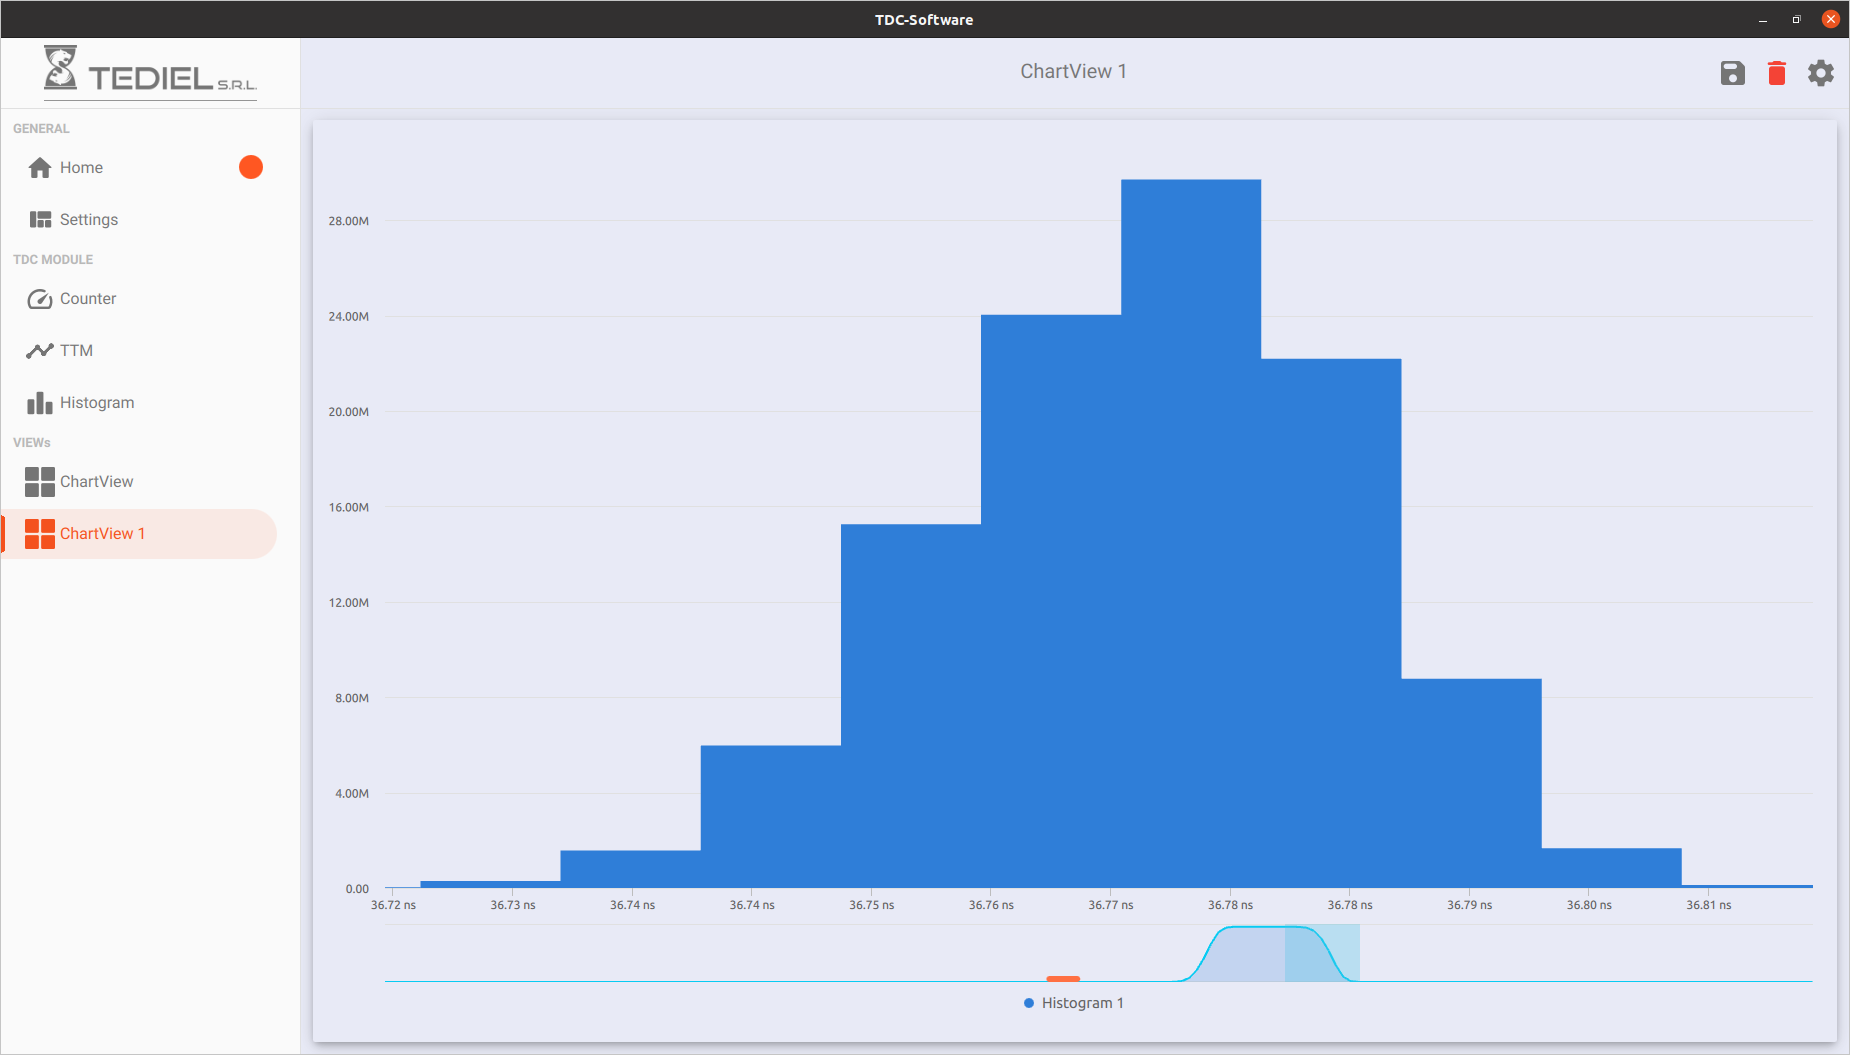 TDC-Software
TEDIEL S.R.L.
ChartView 1
GENERAL
Home
Settings
TDC MODULE
Counter
TTM
Histogram
VIEWs
ChartView
ChartView 1
28.00M
24.00M
20.00M
16.00M
12.00M
8.00M
4.00M
0.00
36.72 ns 36.73 ns 36.74 ns 36.74 ns 36.75 ns 36.76 ns 36.77 ns 36.78 ns 36.78 ns 36.79 ns 36.80 ns 36.81 ns
Histogram 1